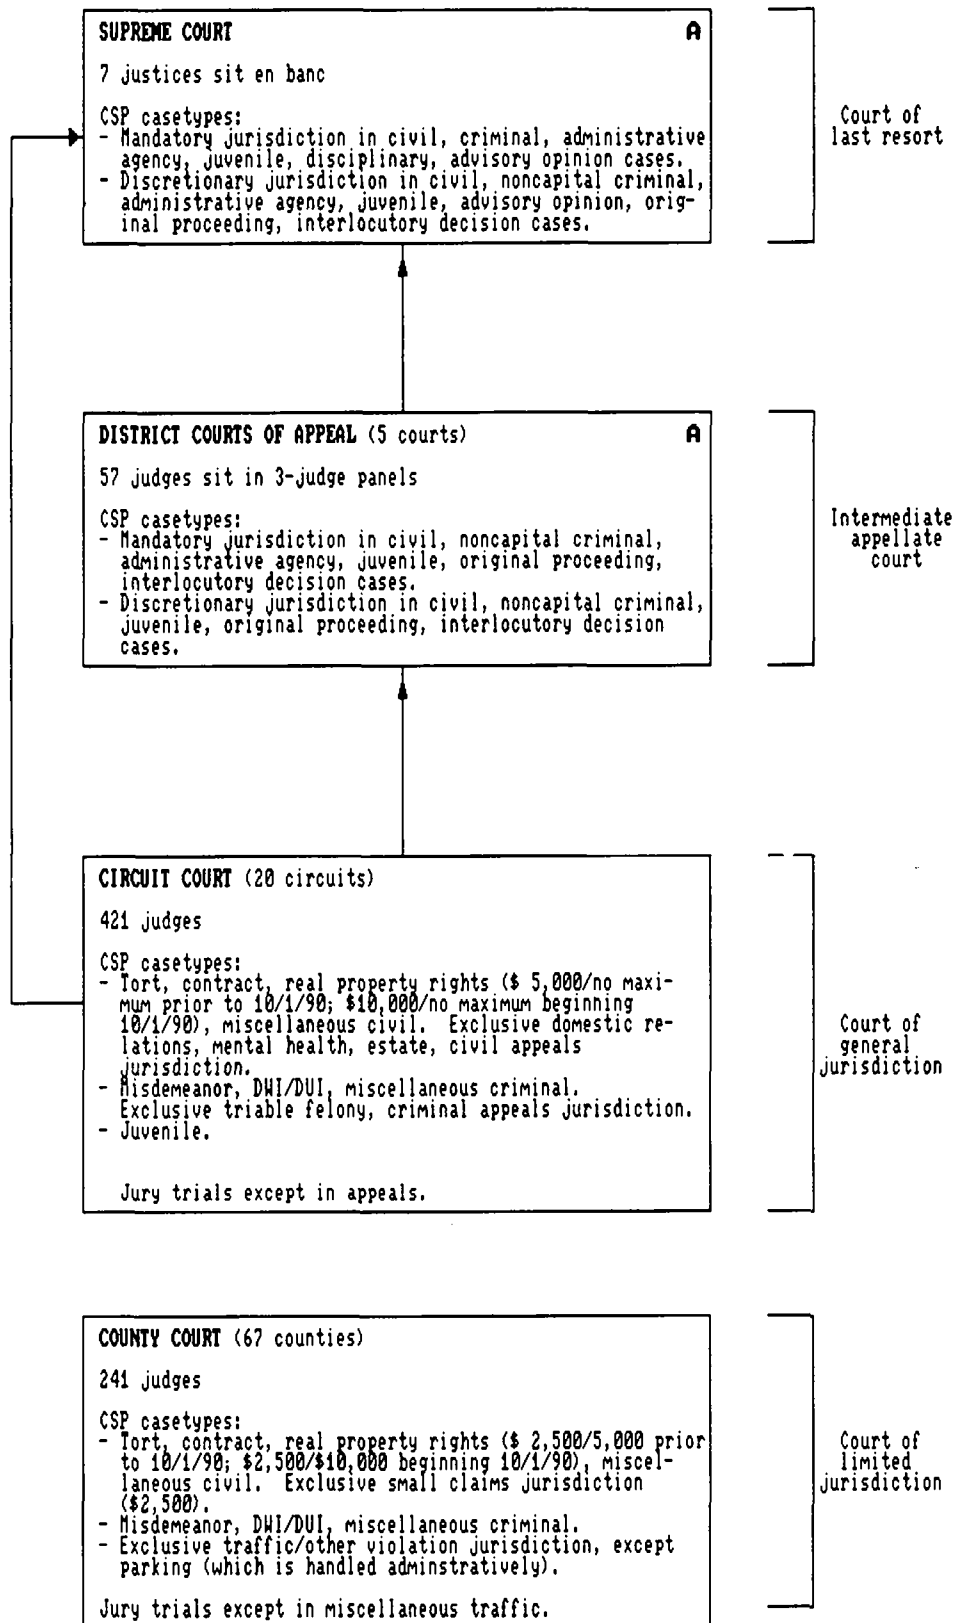 SUPREME COURT A
7 justices sit en banc
CSP casetypes:
- Mandatory jurisdiction in civil, criminal, administrative
agency, juvenile, disciplinary, advisory opinion cases.
- Discretionary jurisdiction in civil, noncapital criminal,
administrative agency, juvenile, advisory opinion, orig-
inal proceeding, interlocutory decision cases.
Court of
last resort
DISTRICT COURTS OF APPEAL (5 courts) A
57 judges sit in 3-judge panels
CSP casetypes:
- Mandatory jurisdiction in civil, noncapital criminal,
administrative agency, juvenile, original proceeding,
interlocutory decision cases.
- Discretionary jurisdiction in civil, noncapital criminal,
juvenile, original proceeding, interlocutory decision
cases.
Intermediate
appellate
court
CIRCUIT COURT (20 circuits)
421 judges
CSP casetypes:
- Tort, contract, real property rights ($ 5,000/no maxi-
mum prior to 10/1/90; $10,000/no maximum beginning
10/1/90), miscellaneous civil. Exclusive domestic re-
lations, mental health, estate, civil appeals
jurisdiction.
- Misdemeanor, DWI/DUI, miscellaneous criminal.
Exclusive triable felony, criminal appeals jurisdiction.
- Juvenile.
Jury trials except in appeals.
Court of
general
jurisdiction
COUNTY COURT (67 counties)
241 judges
CSP casetypes:
- Tort, contract, real property rights ($ 2,500/5,000 prior
to 10/1/90; $2,500/$10,000 beginning 10/1/90), miscel-
laneous civil. Exclusive small claims jurisdiction
($2,500).
- Misdemeanor, DWI/DUI, miscellaneous criminal.
- Exclusive traffic/other violation jurisdiction, except
parking (which is handled adminstratively).
Jury trials except in miscellaneous traffic.
Court of
limited
jurisdiction